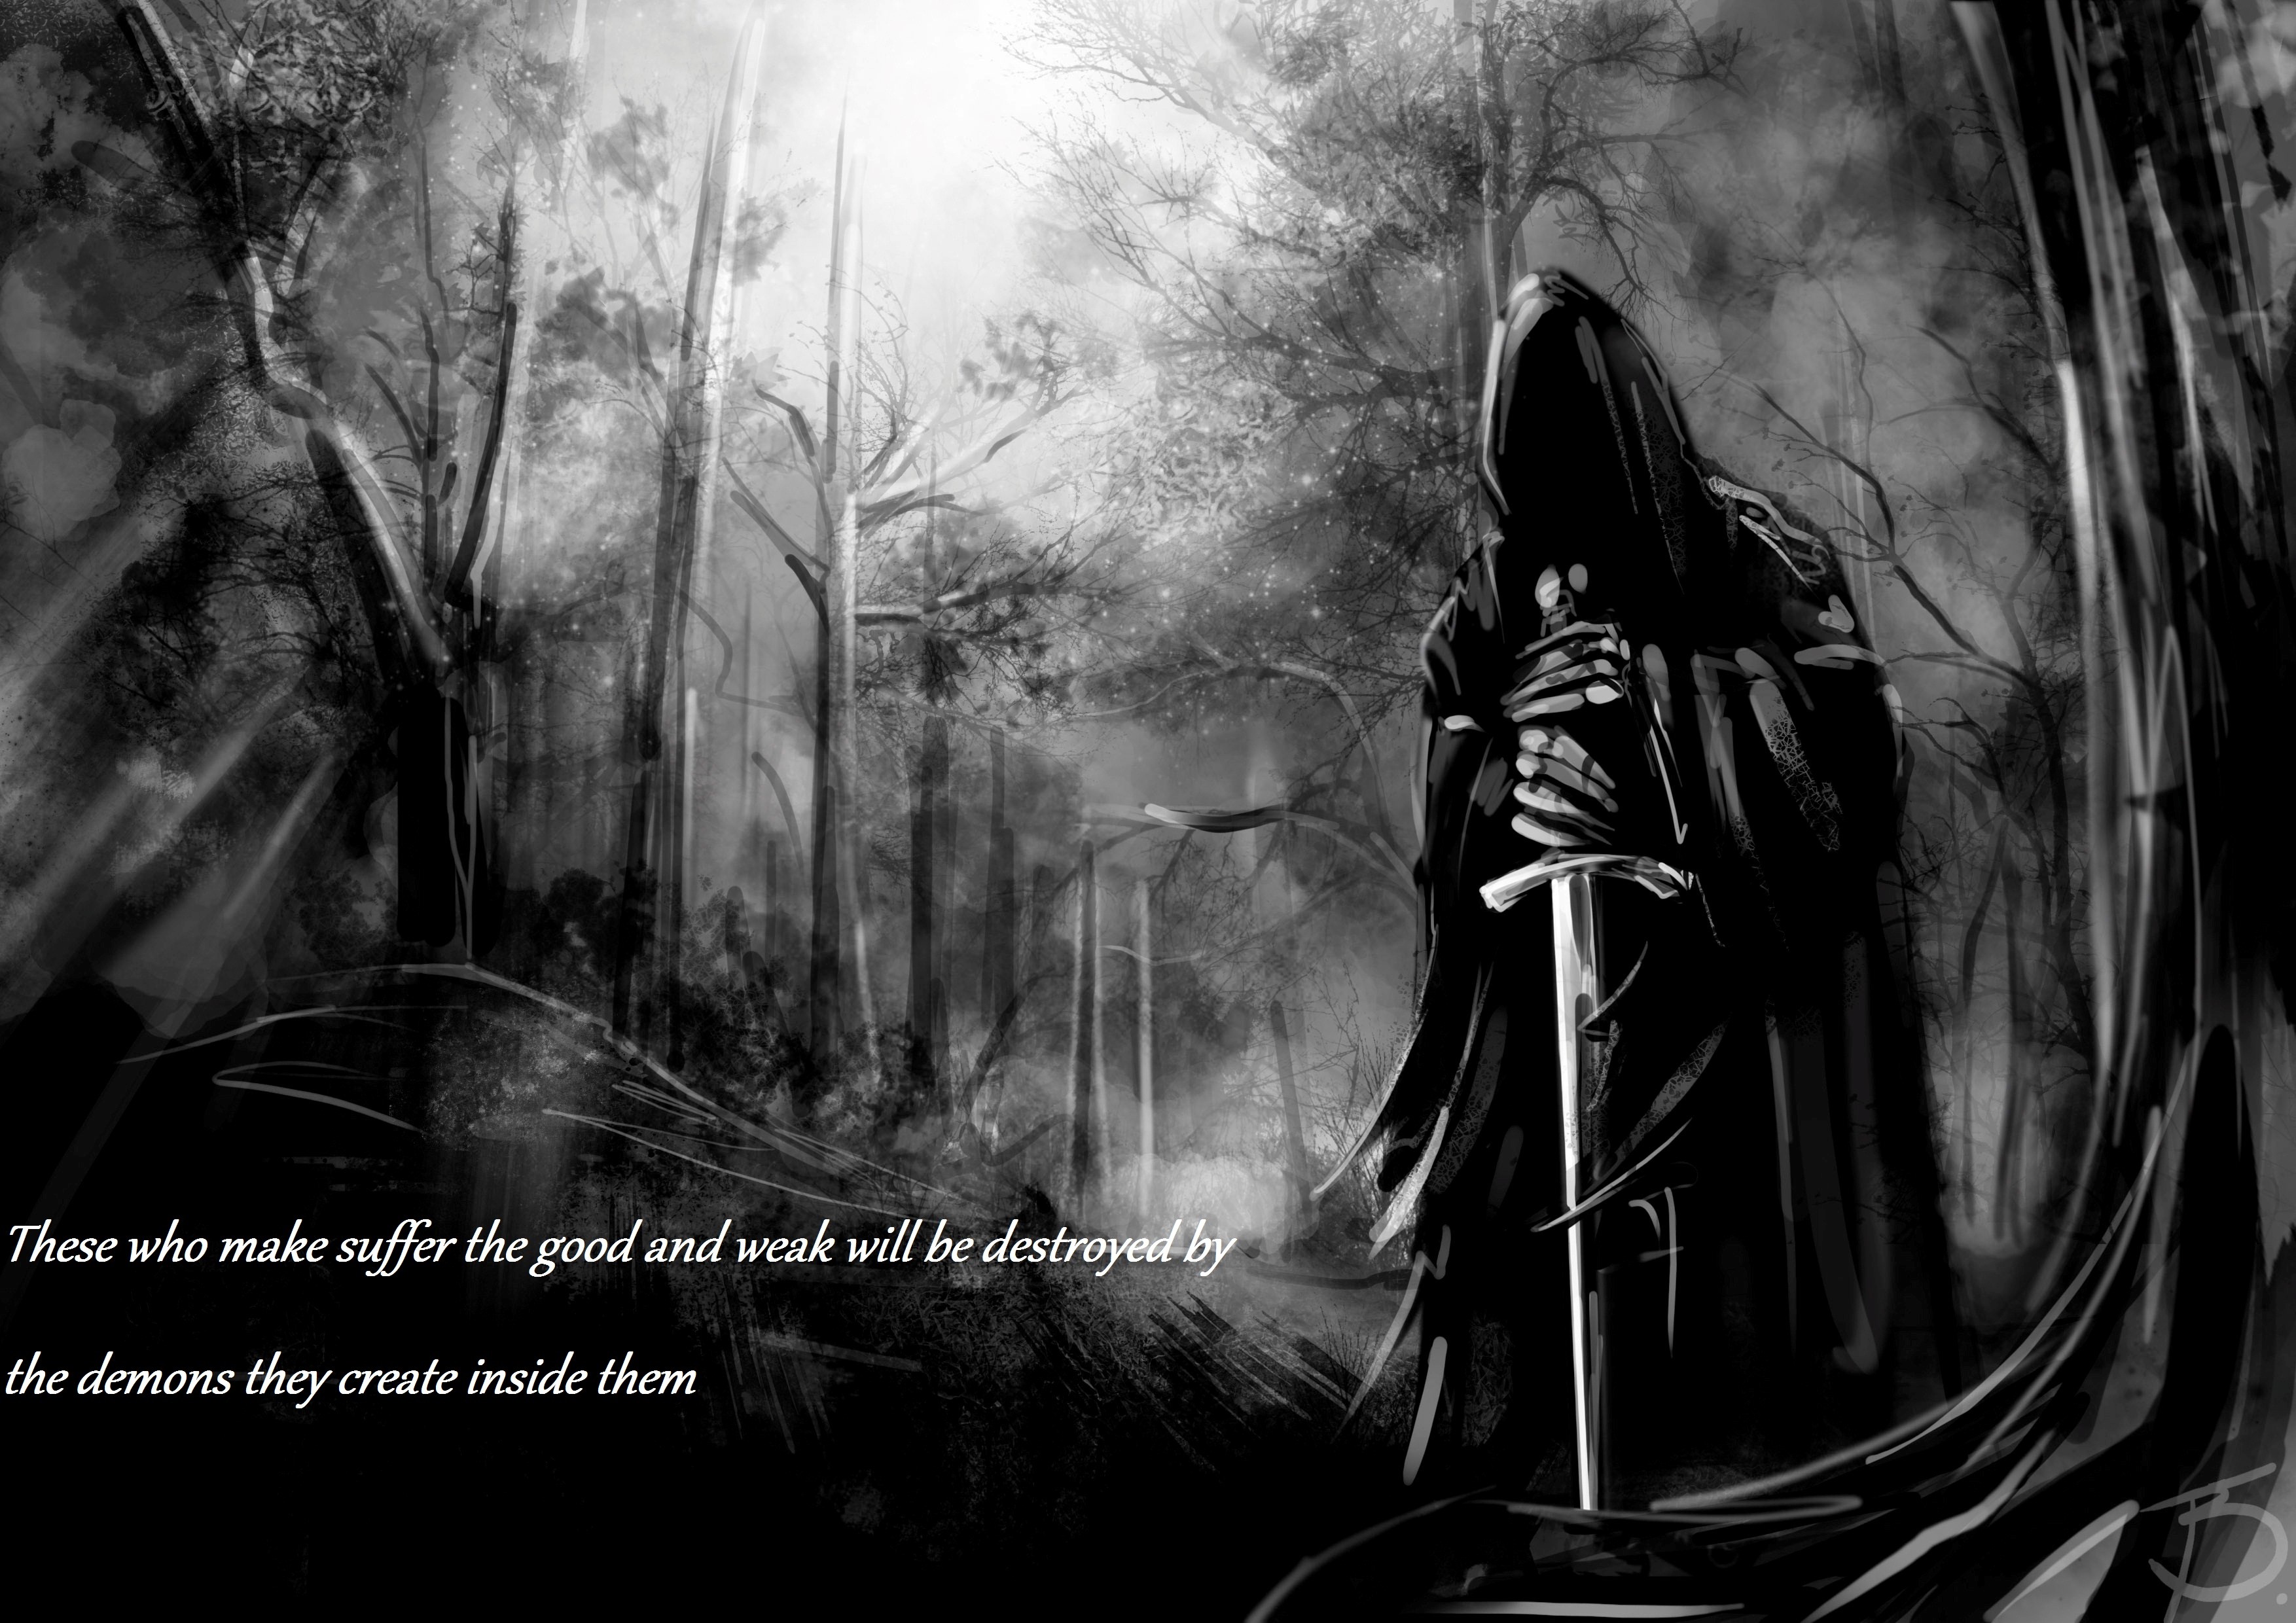 These who make suffer the good and weak will be destroyed by
the demons they create inside them